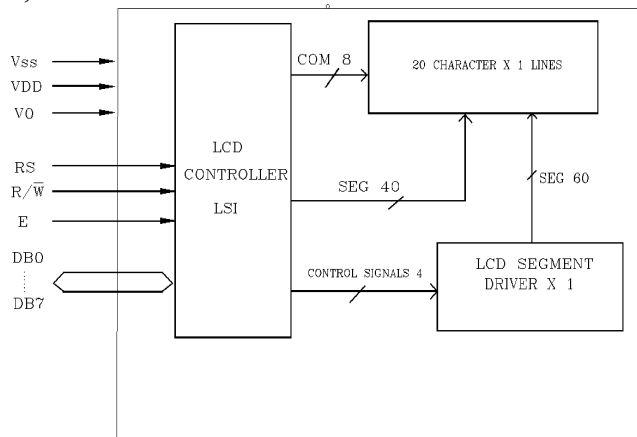 Vss
VDD
V0
RS
R/W̅
E
DB0
DB7
LCD
CONTROLLER
LSI
COM 8
SEG 40
CONTROL SIGNALS 4
20 CHARACTER X 1 LINES
SEG 60
LCD SEGMENT
DRIVER X 1